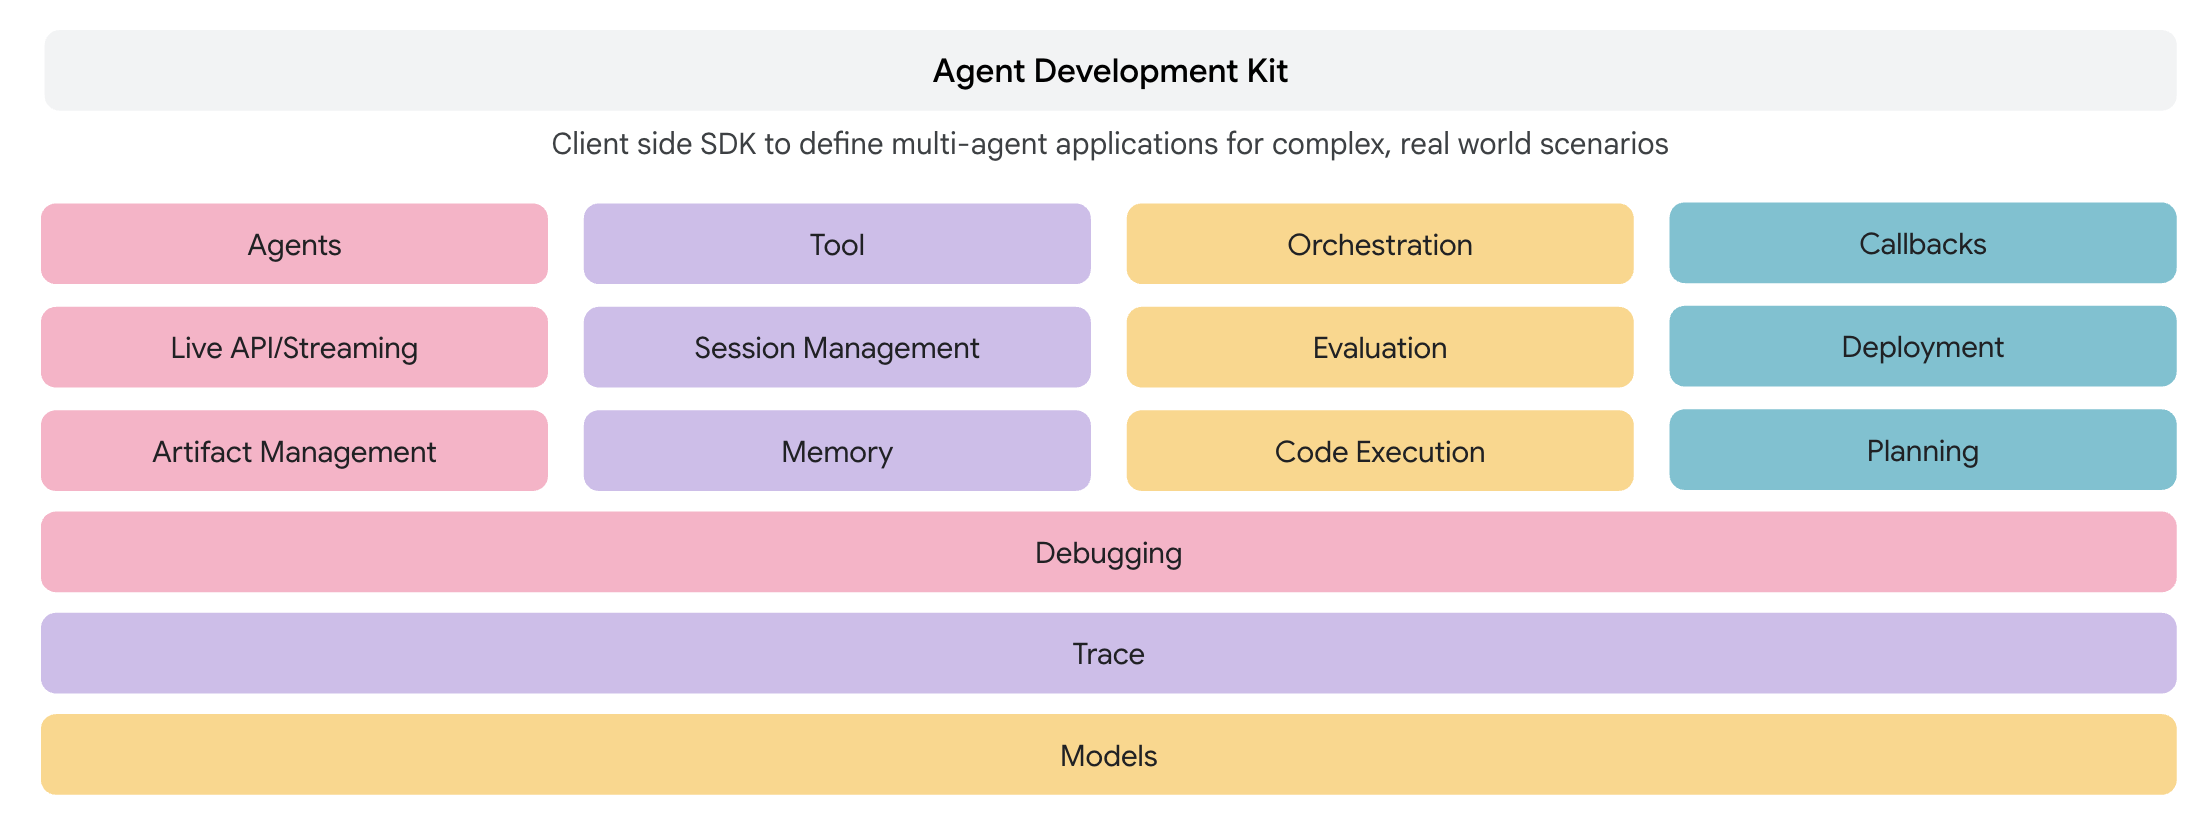 Agent Development Kit
Client side SDK to define multi-agent applications for complex, real world scenarios
Agents
Tool
Orchestration
Callbacks
Live API/Streaming
Session Management
Evaluation
Deployment
Artifact Management
Memory
Code Execution
Planning
Debugging
Trace
Models